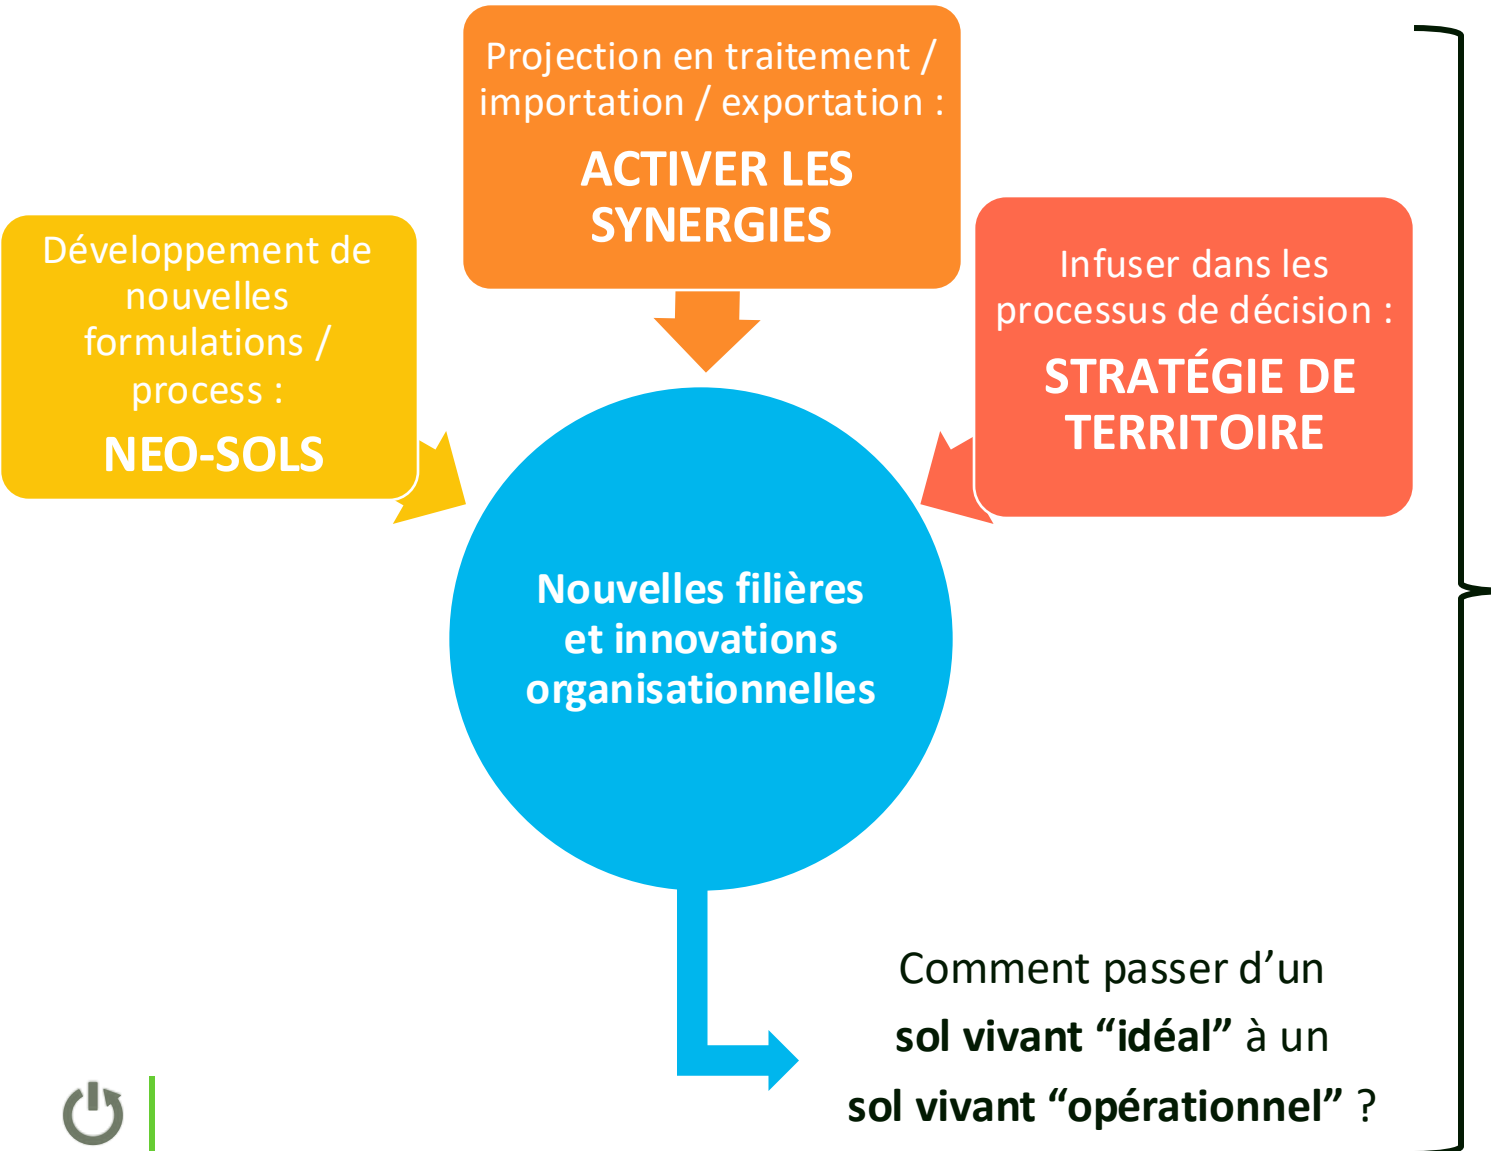 Projection en traitement /
importation / exportation :
ACTIVER LES
SYNERGIES
Développement de
nouvelles
formulations /
process :
NEO-SOLS
Infuser dans les
processus de décision :
STRATÉGIE DE
TERRITOIRE
Nouvelles filières
et innovations
organisationnelles
Comment passer d’un
sol vivant “idéal” à un
sol vivant “opérationnel” ?